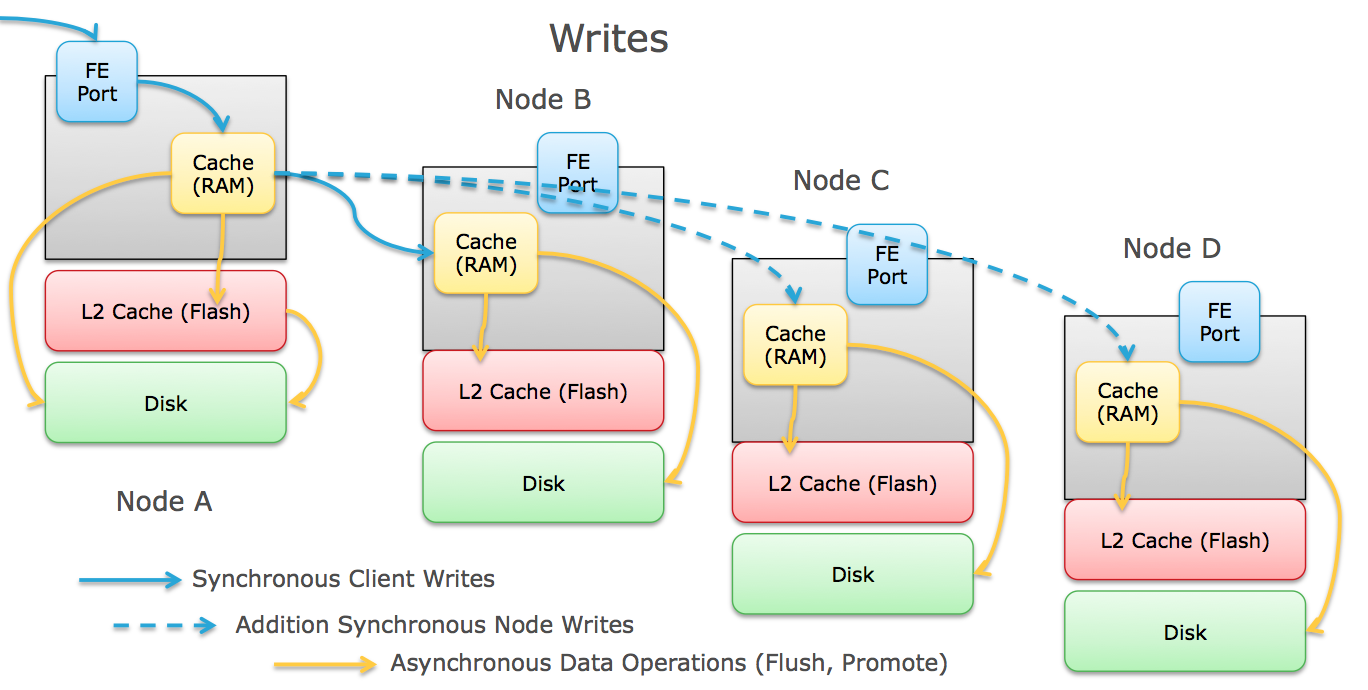 Writes
FE
Port
Cache
(RAM)
L2 Cache (Flash)
Disk
Node A
Node B
FE
Port
Cache
(RAM)
L2 Cache (Flash)
Disk
Node C
FE
Port
Cache
(RAM)
L2 Cache (Flash)
Disk
Node D
FE
Port
Cache
(RAM)
L2 Cache (Flash)
Disk
Synchronous Client Writes
Addition Synchronous Node Writes
Asynchronous Data Operations (Flush, Promote)